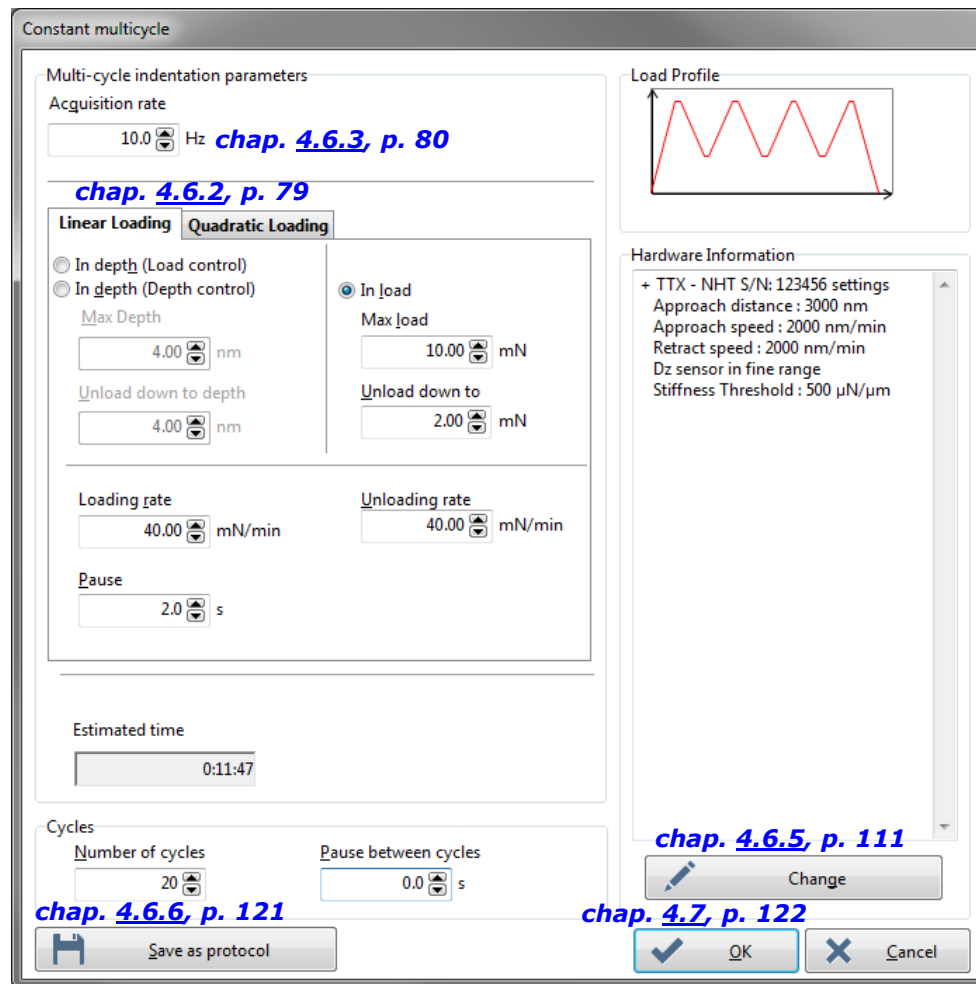 Constant multicycle
Multi-cycle indentation parameters
Acquisition rate
10.0 Hz chap. 4.6.3, p. 80
chap. 4.6.2, p. 79
Linear Loading Quadratic Loading
In depth (Load control)
In depth (Depth control)
Max Depth
4.00 nm
Unload down to depth
4.00 nm
In load
Max load
10.00 mN
Unload down to
2.00 mN
Loading rate
40.00 mN/min
Unloading rate
40.00 mN/min
Pause
2.0 s
Estimated time
0:11:47
Cycles
Number of cycles
20
Pause between cycles
0.0 s
chap. 4.6.6, p. 121
Save as protocol
Load Profile
Hardware Information
+ TTX - NHT S/N: 123456 settings
Approach distance : 3000 nm
Approach speed : 2000 nm/min
Retract speed : 2000 nm/min
Dz sensor in fine range
Stiffness Threshold : 500 µN/µm
chap. 4.6.5, p. 111
Change
chap. 4.7, p. 122
OK
Cancel